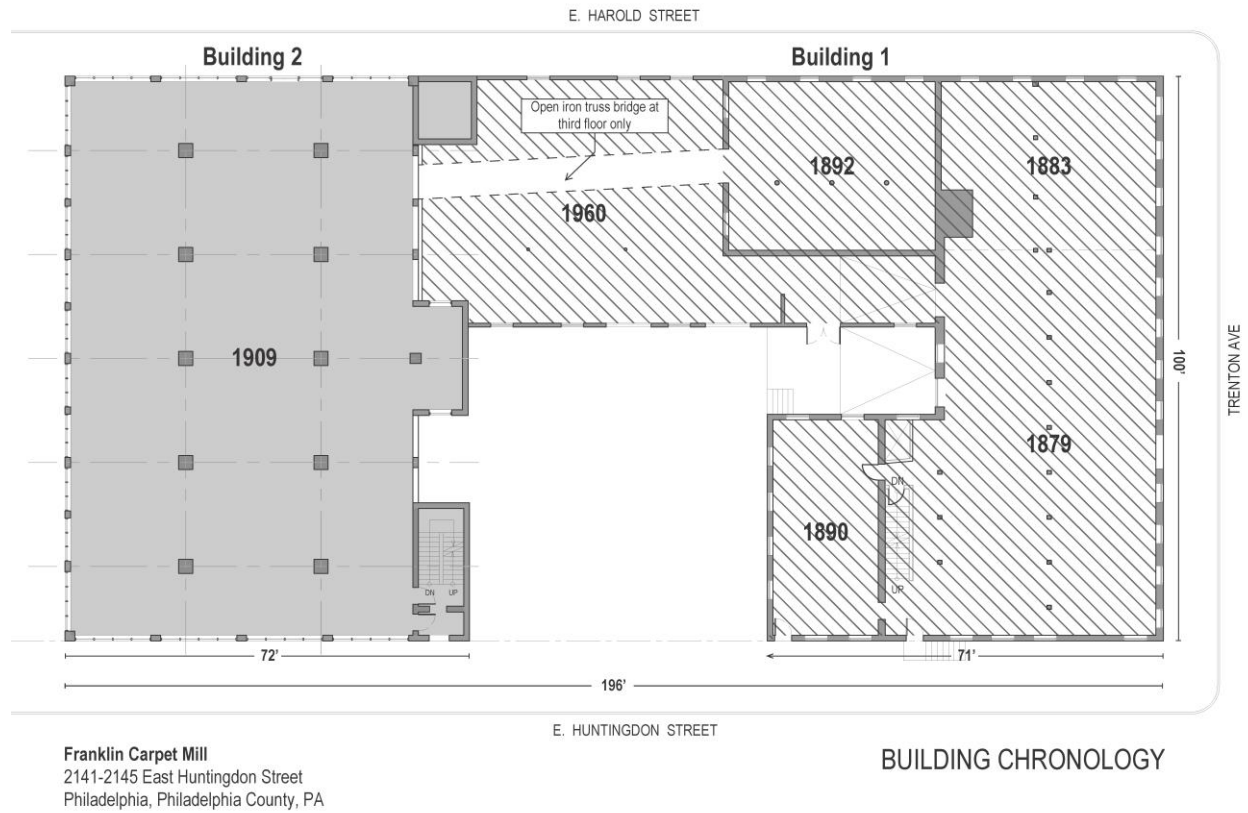 E. HAROLD STREET
Building 2
Building 1
Open iron truss bridge at
third floor only
1892
1883
1960
1909
100'
TRENTON AVE
1879
DN
1890
DN UP
UP
72'
71'
196'
E. HUNTINGDON STREET
Franklin Carpet Mill
2141-2145 East Huntingdon Street
Philadelphia, Philadelphia County, PA
BUILDING CHRONOLOGY